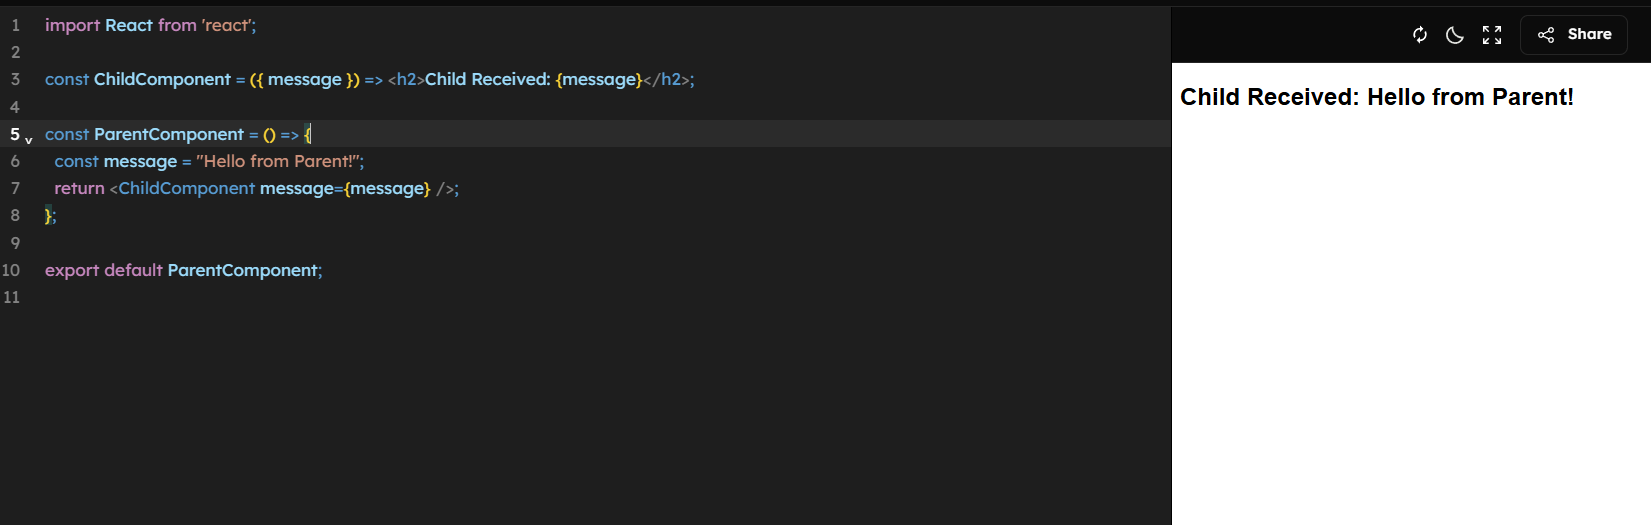 1 import React from 'react';
2
3 const ChildComponent = ({ message }) => <h2>Child Received: {message}</h2>;
4
5 const ParentComponent = () => {
6 const message = "Hello from Parent!";
7 return <ChildComponent message={message} />;
8 };
9
10 export default ParentComponent;
11
Share
Child Received: Hello from Parent!